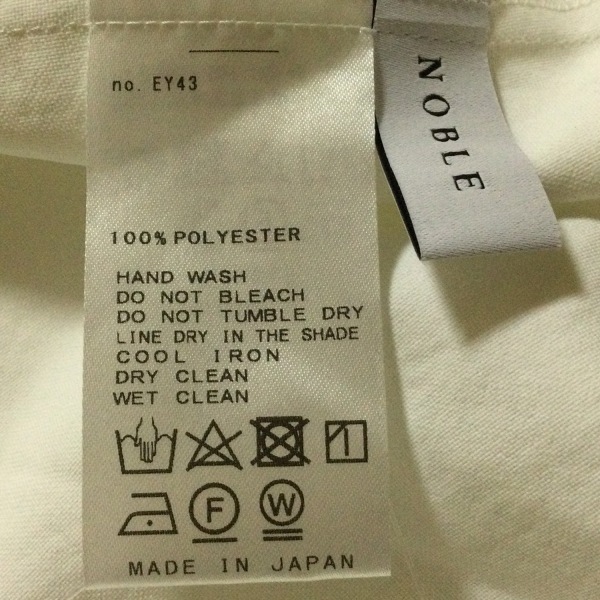 no. EY43
NOBLE
100% POLYESTER
HAND WASH
DO NOT BLEACH
DO NOT TUMBLE DRY
LINE DRY IN THE SHADE
COOL IRON
DRY CLEAN
WET CLEAN
F W
MADE IN JAPAN